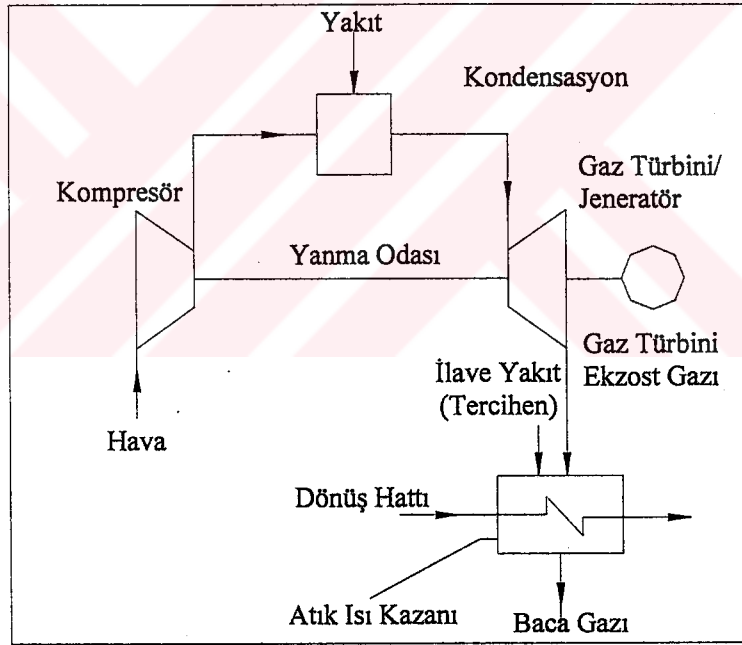 Yakıt
Kondensasyon
Kompresör
Gaz Türbini/
Jeneratör
Yanma Odası
Gaz Türbini
Ekzost Gazı
İlave Yakıt
(Tercihen)
Hava
Dönüş Hattı
Atık Isı Kazanı
Baca Gazı